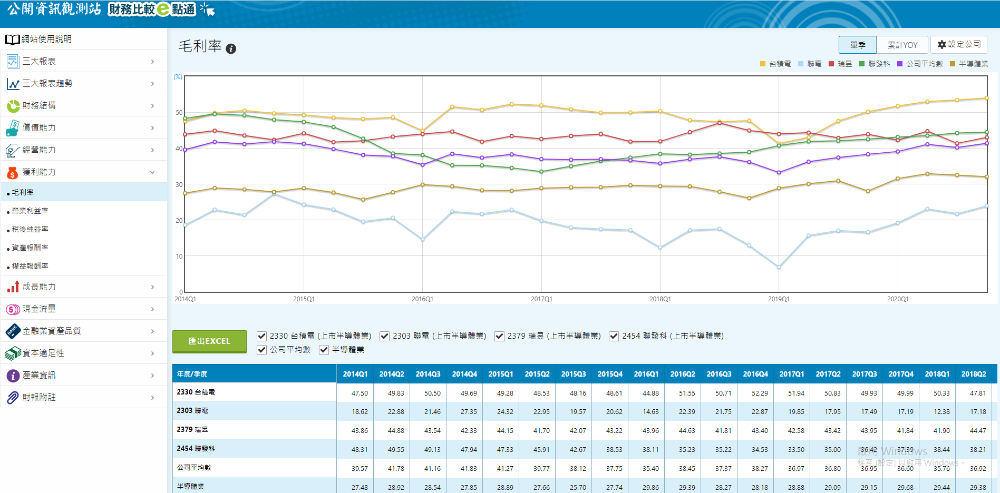 公開資訊觀測站 財務比較e點通
網站使用說明
三大報表
三大報表趨勢
財務結構
償債能力
經營能力
獲利能力
毛利率
營業利益率
稅後純益率
資產報酬率
權益報酬率
成長能力
現金流量
金融業資產品質
資本適足性
產業資訊
財報附註
毛利率
單季 累計YOY 設定公司
台積電 聯電 瑞昱 聯發科 公司平均數 半導體業
(%)
50
40
30
20
10
0
2014Q1 2015Q1 2016Q1 2017Q1 2018Q1 2019Q1 2020Q1
匯出EXCEL
2330 台積電 (上市半導體業) 2303 聯電 (上市半導體業) 2379 瑞昱 (上市半導體業) 2454 聯發科 (上市半導體業)
公司平均數 半導體業
年度/季度 2014Q1 2014Q2 2014Q3 2014Q4 2015Q1 2015Q2 2015Q3 2015Q4 2016Q1 2016Q2 2016Q3 2016Q4 2017Q1 2017Q2 2017Q3 2017Q4 2018Q1 2018Q2
2330 台積電 47.50 49.83 50.50 49.69 49.28 48.53 48.16 48.61 44.88 51.55 50.71 52.29 51.94 50.83 49.93 49.99 50.33 47.81
2303 聯電 18.62 22.88 21.46 27.35 24.32 22.95 19.57 20.62 14.63 22.39 21.75 22.87 19.85 17.95 17.49 17.19 12.38 17.18
2379 瑞昱 43.86 44.88 43.54 42.33 44.15 41.70 42.07 43.22 43.96 44.63 41.81 43.40 42.58 43.42 43.95 41.84 41.90 44.47
2454 聯發科 48.31 49.55 49.13 47.94 47.33 45.91 42.67 38.53 38.11 35.23 35.22 34.53 33.50 35.00 36.42 37.39 38.44 38.21
公司平均數 39.57 41.78 41.16 41.83 41.27 39.77 38.12 37.75 35.40 38.45 37.37 38.27 36.97 36.80 36.95 36.60 35.76 36.92
半導體業 27.48 28.92 28.54 27.85 28.89 27.66 25.70 27.74 29.86 29.39 28.27 28.18 28.88 29.09 29.15 29.68 29.44 29.38
啟用 Windows
移至 [設定] 以啟用 Windows。